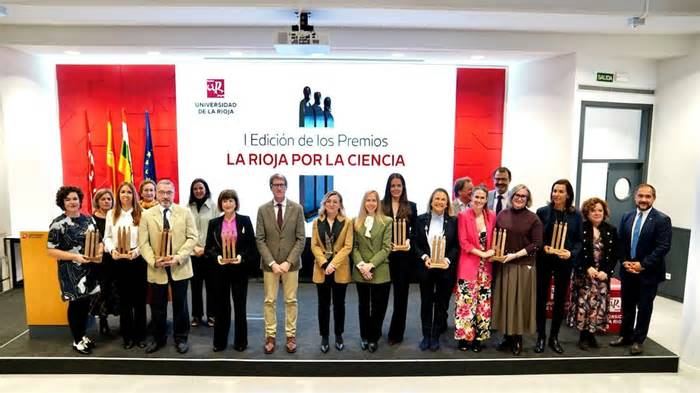 UNIVERSIDAD
DE LA RIOJA
I Edición de los Premios
LA RIOJA POR LA CIENCIA
SALIDA